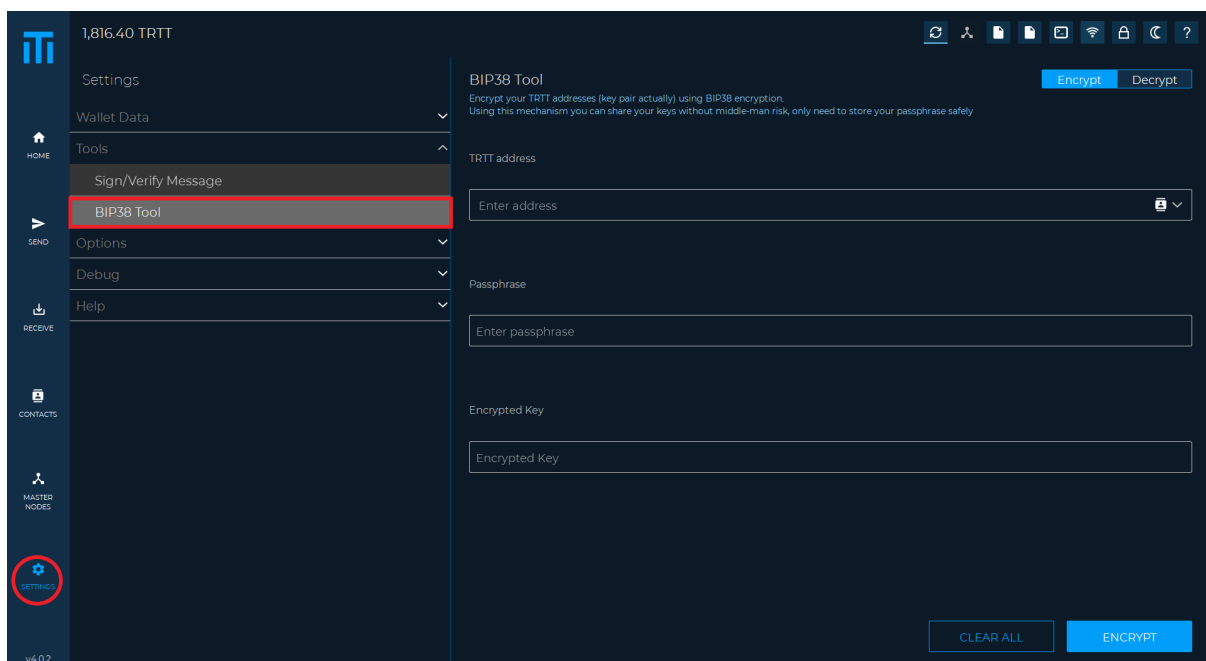 1,816.40 TRTT
?
HOME
SEND
RECEIVE
CONTACTS
MASTER
NODES
SETTINGS
v4.0.2
Settings
Wallet Data
Tools
Sign/Verify Message
BIP38 Tool
Options
Debug
Help
BIP38 Tool
Encrypt Decrypt
Encrypt your TRTT addresses (key pair actually) using BIP38 encryption.
Using this mechanism you can share your keys without middle-man risk, only need to store your passphrase safely
TRTT address
Enter address
Passphrase
Enter passphrase
Encrypted Key
Encrypted Key
CLEAR ALL ENCRYPT